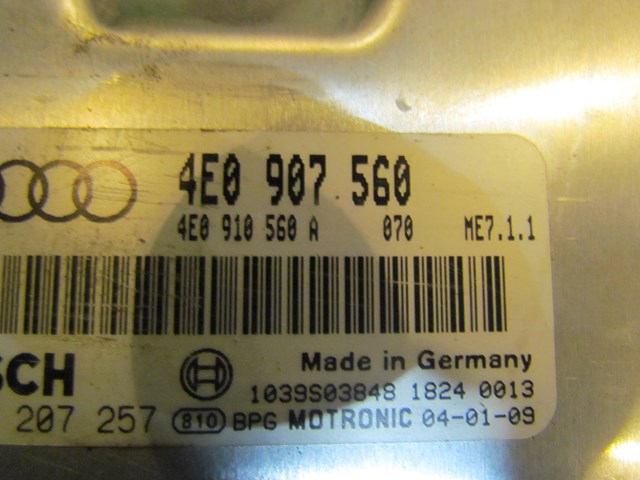 4E0 907 560
4E0 910 560 A 070 ME7.1.1
SCH
Made in Germany
1039S03848 1824 0013
207 257 810 BPG MOTRONIC 04-01-09